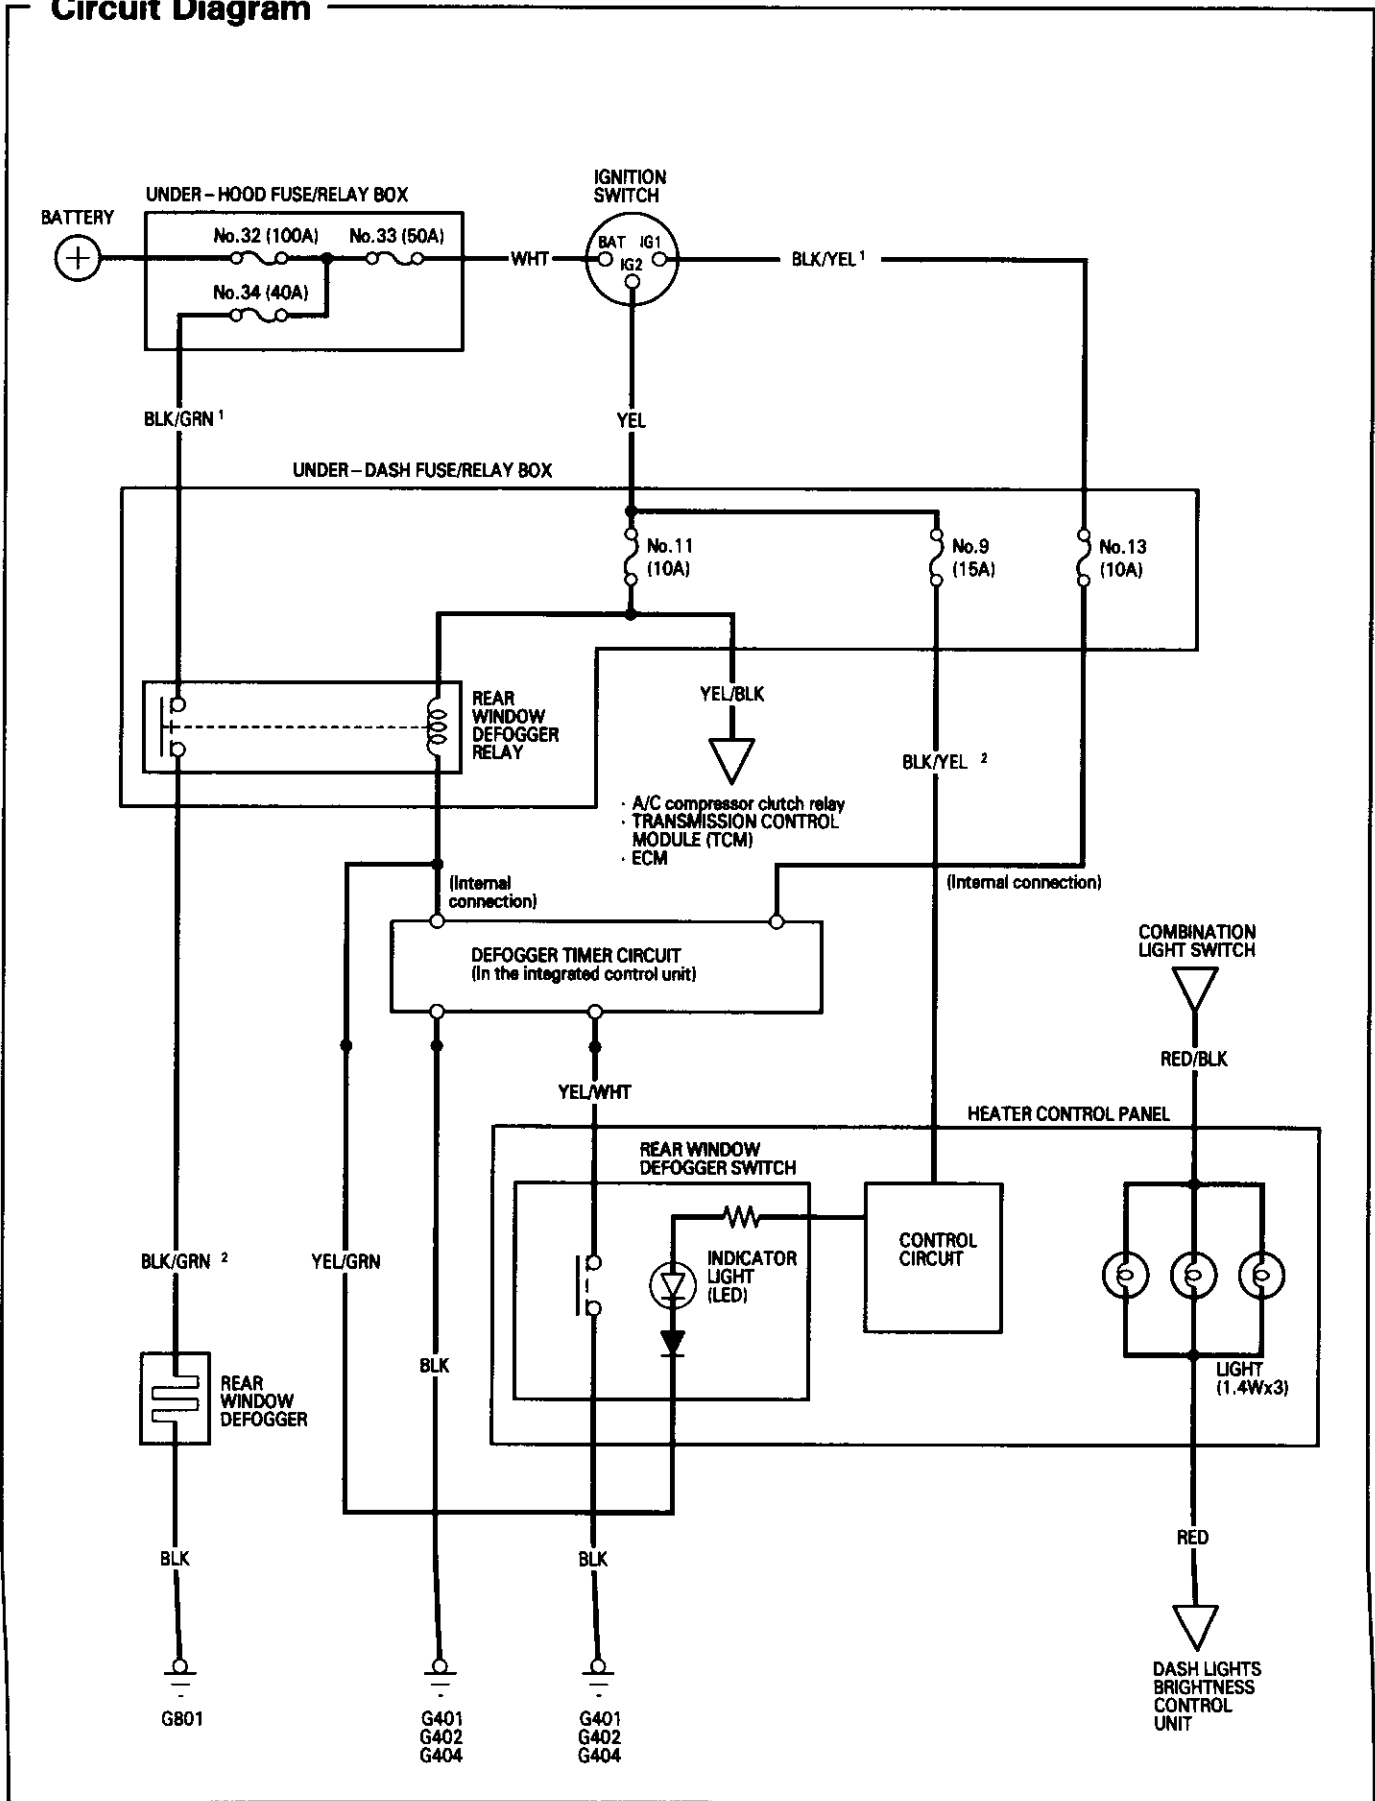 Circuit Diagram
UNDER–HOOD FUSE/RELAY BOX
IGNITION
SWITCH
BATTERY
No.32 (100A)
No.33 (50A)
No.34 (40A)
WHT
BAT
IG1
IG2
BLK/YEL 1
BLK/GRN 1
YEL
UNDER–DASH FUSE/RELAY BOX
No.11
(10A)
No.9
(15A)
No.13
(10A)
REAR
WINDOW
DEFOGGER
RELAY
YEL/BLK
BLK/YEL 2
· A/C compressor clutch relay
· TRANSMISSION CONTROL
MODULE (TCM)
· ECM
(Internal
connection)
(Internal connection)
DEFOGGER TIMER CIRCUIT
(In the integrated control unit)
COMBINATION
LIGHT SWITCH
RED/BLK
YEL/WHT
HEATER CONTROL PANEL
REAR WINDOW
DEFOGGER SWITCH
INDICATOR
LIGHT
(LED)
CONTROL
CIRCUIT
BLK/GRN 2
YEL/GRN
BLK
LIGHT
(1.4Wx3)
REAR
WINDOW
DEFOGGER
BLK
BLK
RED
G801
G401
G402
G404
G401
G402
G404
DASH LIGHTS
BRIGHTNESS
CONTROL
UNIT